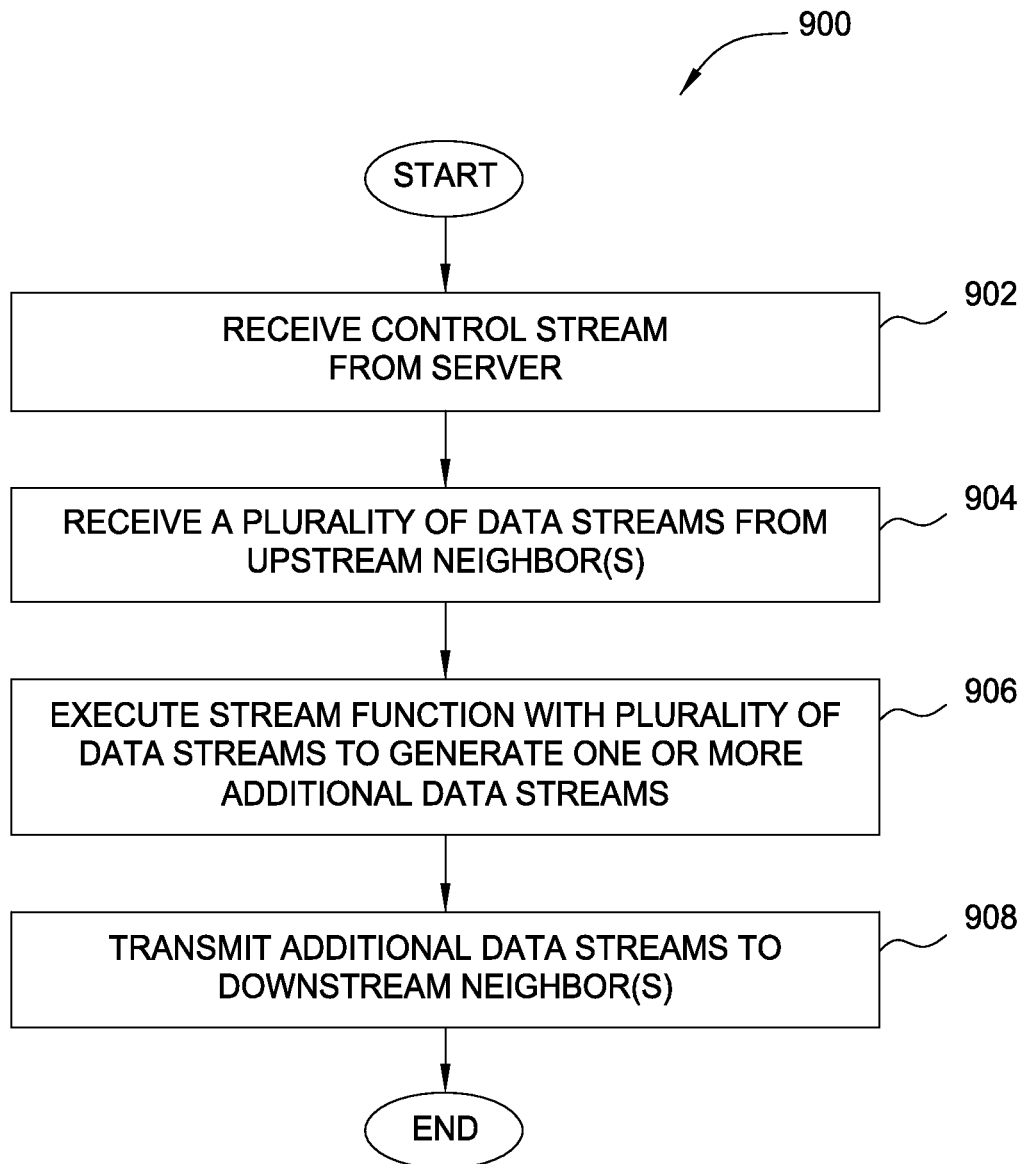 900
START
902
RECEIVE CONTROL STREAM
FROM SERVER
904
RECEIVE A PLURALITY OF DATA STREAMS FROM
UPSTREAM NEIGHBOR(S)
906
EXECUTE STREAM FUNCTION WITH PLURALITY OF
DATA STREAMS TO GENERATE ONE OR MORE
ADDITIONAL DATA STREAMS
908
TRANSMIT ADDITIONAL DATA STREAMS TO
DOWNSTREAM NEIGHBOR(S)
END